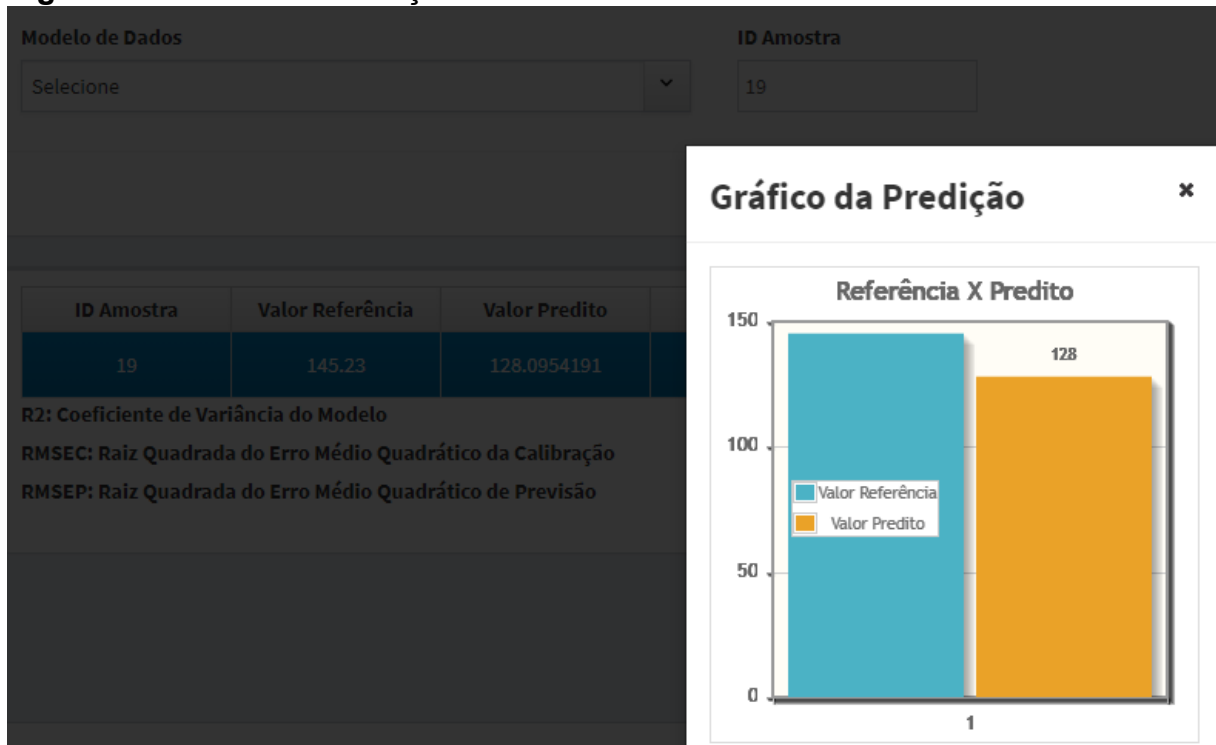 Modelo de Dados
ID Amostra
Selecione
19
Gráfico da Predição
Referência X Predito
ID Amostra Valor Referência Valor Predito
19 145.23 128.0954191
R2: Coeficiente de Variância do Modelo
RMSEC: Raiz Quadrada do Erro Médio Quadrático da Calibração
RMSEP: Raiz Quadrada do Erro Médio Quadrático de Previsão
150
128
100
Valor Referência
Valor Predito
50
0
1